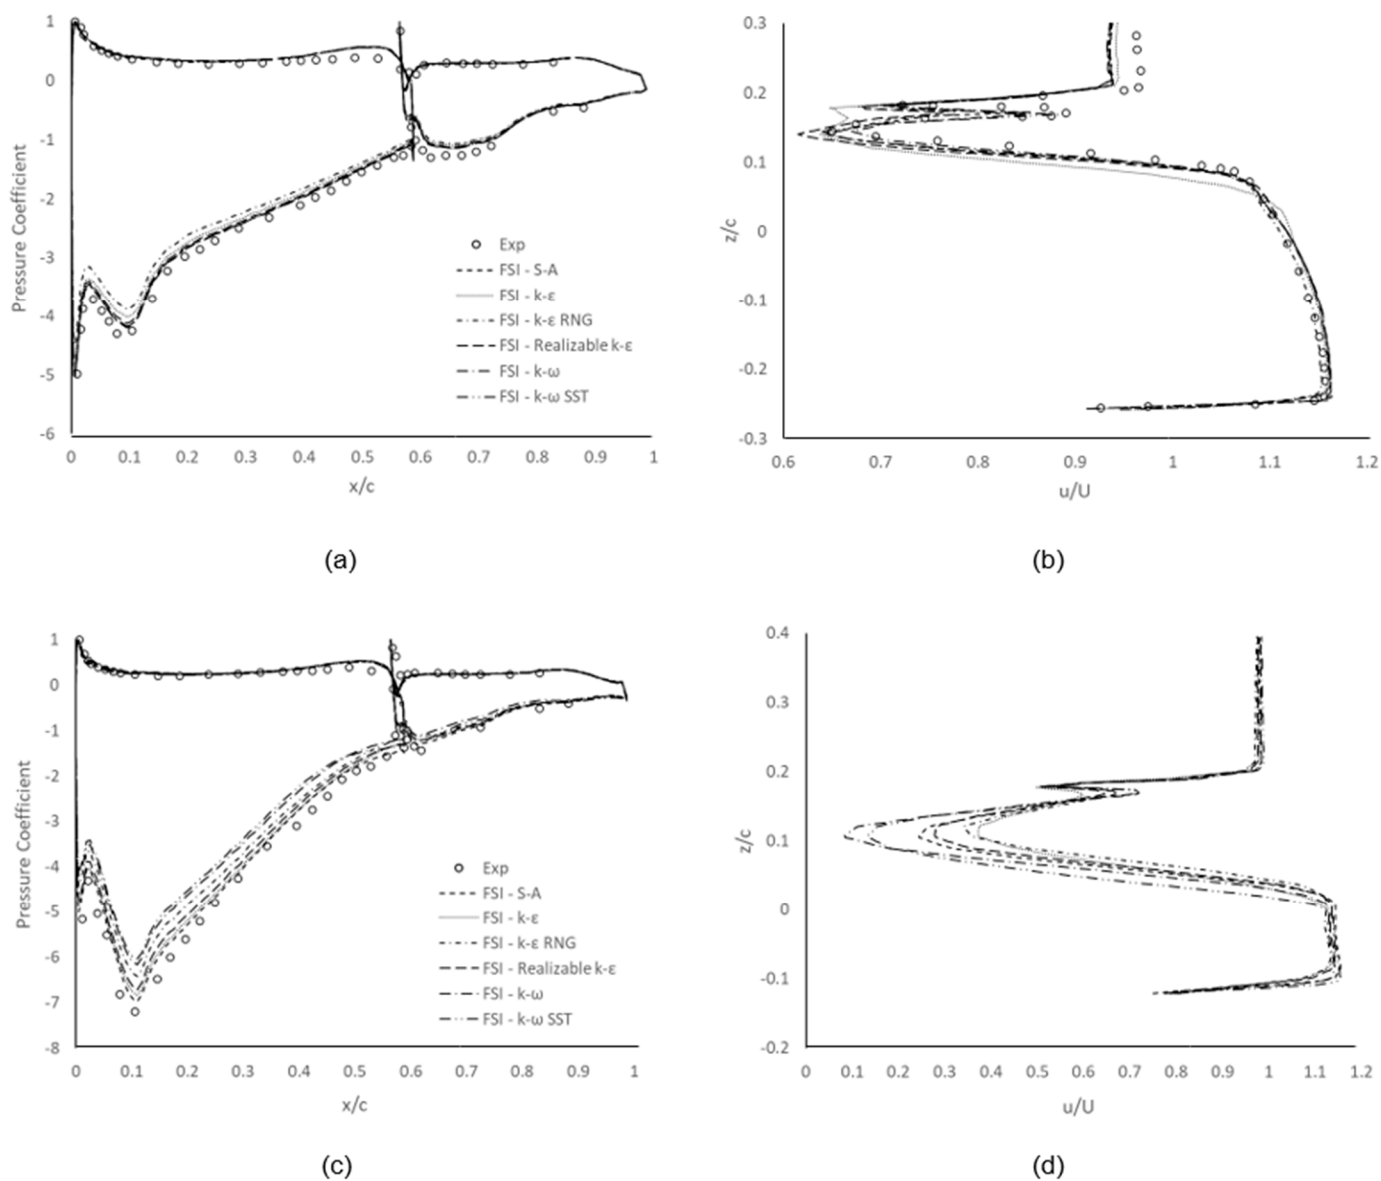 Pressure Coefficient
1
0
-1
-2
-3
-4
-5
-6
0 0.1 0.2 0.3 0.4 0.5 0.6 0.7 0.8 0.9 1
x/c
Exp
FSI - S-A
FSI - k-ε
FSI - k-ε RNG
FSI - Realizable k-ε
FSI - k-ω
FSI - k-ω SST
(a)
z/c
0.3
0.2
0.1
0
-0.1
-0.2
-0.3
0.6 0.7 0.8 0.9 1 1.1 1.2
u/U
(b)
Pressure Coefficient
1
0
-1
-2
-3
-4
-5
-6
-7
-8
0 0.1 0.2 0.3 0.4 0.5 0.6 0.7 0.8 0.9 1
x/c
Exp
FSI - S-A
FSI - k-ε
FSI - k-ε RNG
FSI - Realizable k-ε
FSI - k-ω
FSI - k-ω SST
(c)
z/c
0.4
0.3
0.2
0.1
0
-0.1
-0.2
0 0.1 0.2 0.3 0.4 0.5 0.6 0.7 0.8 0.9 1 1.1 1.2
u/U
(d)